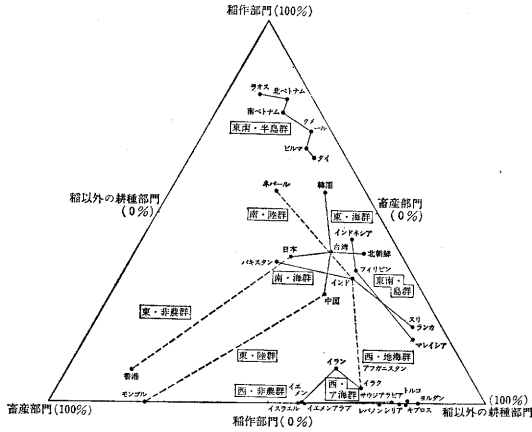 稲作部門(100%)
ラオス
北ベトナム
南ベトナム
クメール
東南・半島群
ビルマ
タイ
ネパール
韓国
稲以外の耕種部門
(0%)
畜産部門
(0%)
南・陸群
東・海群
インドネシア
日本
台湾
北朝鮮
パキスタン
フィリピン
南・海群
インド
東南・
島群
中国
東・非農群
スリ
ランカ
マレイシア
東・陸群
西・地海群
イラン
アフガニスタン
香港
モンゴル
西・非農群
イエ
メン
西・
ア海群
イラク
サウジアラビア
トルコ
ヨルダン
畜産部門(100%)
イスラエル
イエメンアラブ
レバノン
シリア
キプロス
(100%)
稲以外の耕種部門
稲作部門(0%)